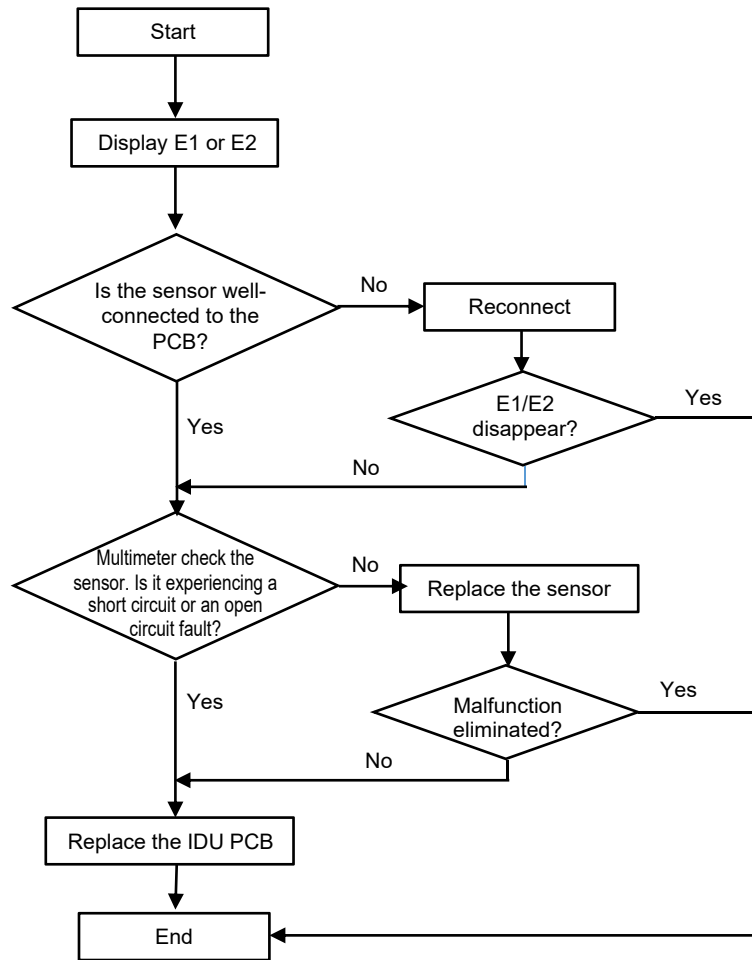 Start
Display E1 or E2
Is the sensor well-
connected to the
PCB?
No
Reconnect
E1/E2
disappear?
Yes
Yes
No
Multimeter check the
sensor. Is it experiencing a
short circuit or an open
circuit fault?
No
Replace the sensor
Yes
Malfunction
eliminated?
Yes
No
Replace the IDU PCB
End